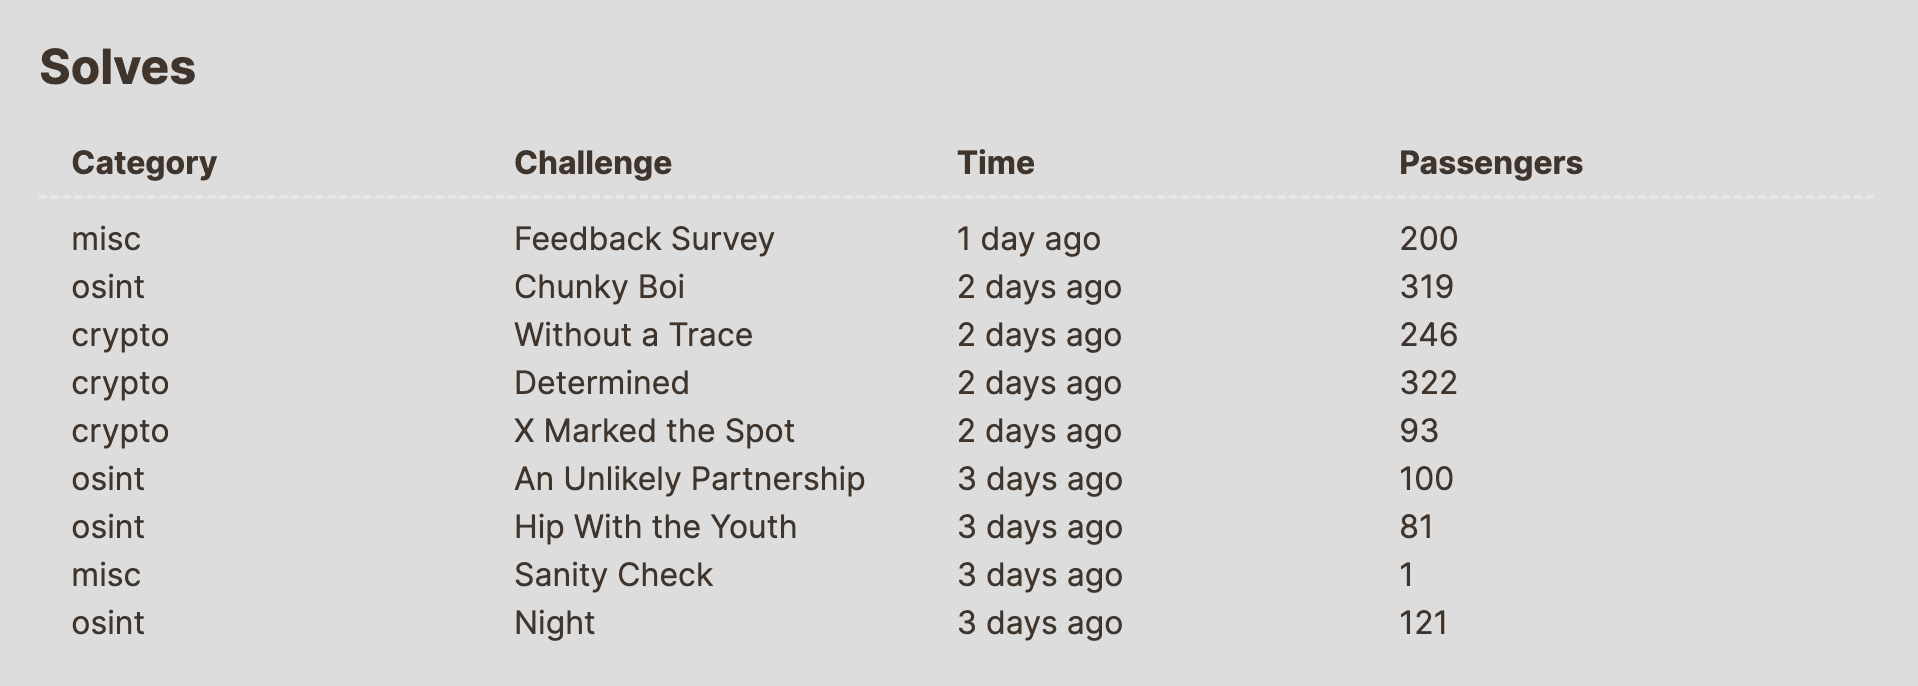 Solves
Category Challenge Time Passengers
misc Feedback Survey 1 day ago 200
osint Chunky Boi 2 days ago 319
crypto Without a Trace 2 days ago 246
crypto Determined 2 days ago 322
crypto X Marked the Spot 2 days ago 93
osint An Unlikely Partnership 3 days ago 100
osint Hip With the Youth 3 days ago 81
misc Sanity Check 3 days ago 1
osint Night 3 days ago 121